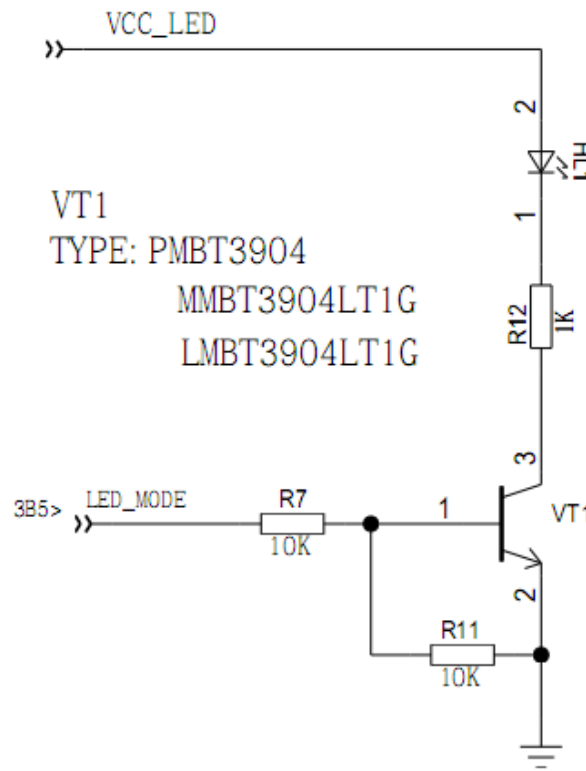 VCC_LED
2
1
VT1
TYPE: PMBT3904
MMBT3904LT1G
LMBT3904LT1G
R12
1K
3
3B5>
LED_MODE
R7
10K
1
VT1
2
R11
10K